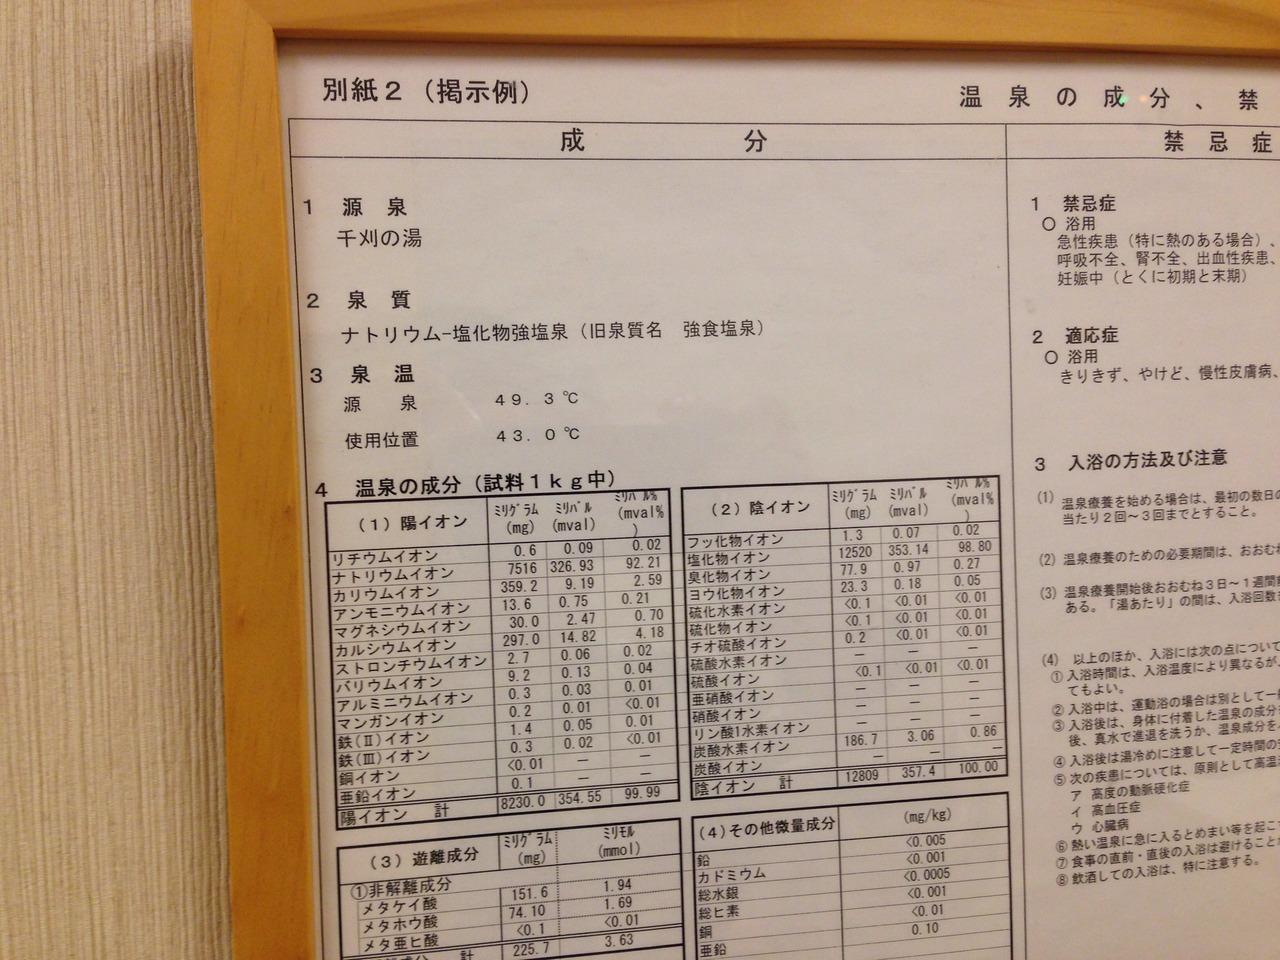 別紙2（掲示例）
温泉の成分、禁
成分
禁忌症
1 源泉
千刈の湯
2 泉質
ナトリウム-塩化物強塩泉（旧泉質名 強食塩泉）
3 泉温
源泉 49.3℃
使用位置 43.0℃
4 温泉の成分（試料1kg中）
(1)陽イオン ﾐﾘｸﾞﾗﾑ(mg) ﾐﾘﾊﾞﾙ(mval) ﾐﾘﾊﾞﾙ%(mval%)
リチウムイオン 0.6 0.09 0.02
ナトリウムイオン 7516 326.93 92.21
カリウムイオン 359.2 9.19 2.59
アンモニウムイオン 13.6 0.75 0.21
マグネシウムイオン 30.0 2.47 0.70
カルシウムイオン 297.0 14.82 4.18
ストロンチウムイオン 2.7 0.06 0.02
バリウムイオン 9.2 0.13 0.04
アルミニウムイオン 0.3 0.03 0.01
マンガンイオン 0.2 0.01 <0.01
鉄(Ⅱ)イオン 1.4 0.05 0.01
鉄(Ⅲ)イオン 0.3 0.02 <0.01
銅イオン <0.01 ― ―
亜鉛イオン 0.1 ― ―
陽イオン 計 8230.0 354.55 99.99
(2)陰イオン ﾐﾘｸﾞﾗﾑ(mg) ﾐﾘﾊﾞﾙ(mval) ﾐﾘﾊﾞﾙ%(mval%)
フッ化物イオン 1.3 0.07 0.02
塩化物イオン 12520 353.14 98.80
臭化物イオン 77.9 0.97 0.27
ヨウ化物イオン 23.3 0.18 0.05
硫化水素イオン <0.1 <0.01 <0.01
硫化物イオン <0.1 <0.01 <0.01
チオ硫酸イオン 0.2 <0.01 <0.01
硫酸水素イオン ― ― ―
硫酸イオン <0.1 <0.01 <0.01
亜硝酸イオン ― ― ―
硝酸イオン ― ― ―
リン酸1水素イオン ― ― ―
炭酸水素イオン 186.7 3.06 0.86
炭酸イオン ― ― ―
陰イオン 計 12809 357.4 100.00
(3)遊離成分 ﾐﾘｸﾞﾗﾑ(mg) ﾐﾘﾓﾙ(mmol)
①非解離成分
メタケイ酸 151.6 1.94
メタホウ酸 74.10 1.69
メタ亜ヒ酸 <0.1 <0.01
計 225.7 3.63
(4)その他微量成分 (mg/kg)
鉛 <0.005
カドミウム <0.001
総水銀 <0.0005
総ヒ素 <0.001
銅 <0.01
亜鉛 0.10
1 禁忌症
〇 浴用
急性疾患（特に熱のある場合）、
呼吸不全、腎不全、出血性疾患、
妊娠中（とくに初期と末期）
2 適応症
〇 浴用
きりきず、やけど、慢性皮膚病、
3 入浴の方法及び注意
(1) 温泉療養を始める場合は、最初の数日の
当たり2回～3回までとすること。
(2) 温泉療養のための必要期間は、おおむ
(3) 温泉療養開始後おおむね3日～1週間
ある。「湯あたり」の間は、入浴回数
(4) 以上のほか、入浴には次の点について
①入浴時間は、入浴温度により異なるが、
てもよい。
②入浴中は、運動浴の場合は別として一
③入浴後は、身体に付着した温泉の成分
後、真水で進退を洗うか、温泉成分を
④入浴後は湯冷めに注意して一定時間の
⑤次の疾患については、原則として高温
ア 高度の動脈硬化症
イ 高血圧症
ウ 心臓病
⑥熱い温泉に急に入るとめまい等を起こ
⑦食事の直前・直後の入浴は避けること
⑧飲酒しての入浴は、特に注意する。